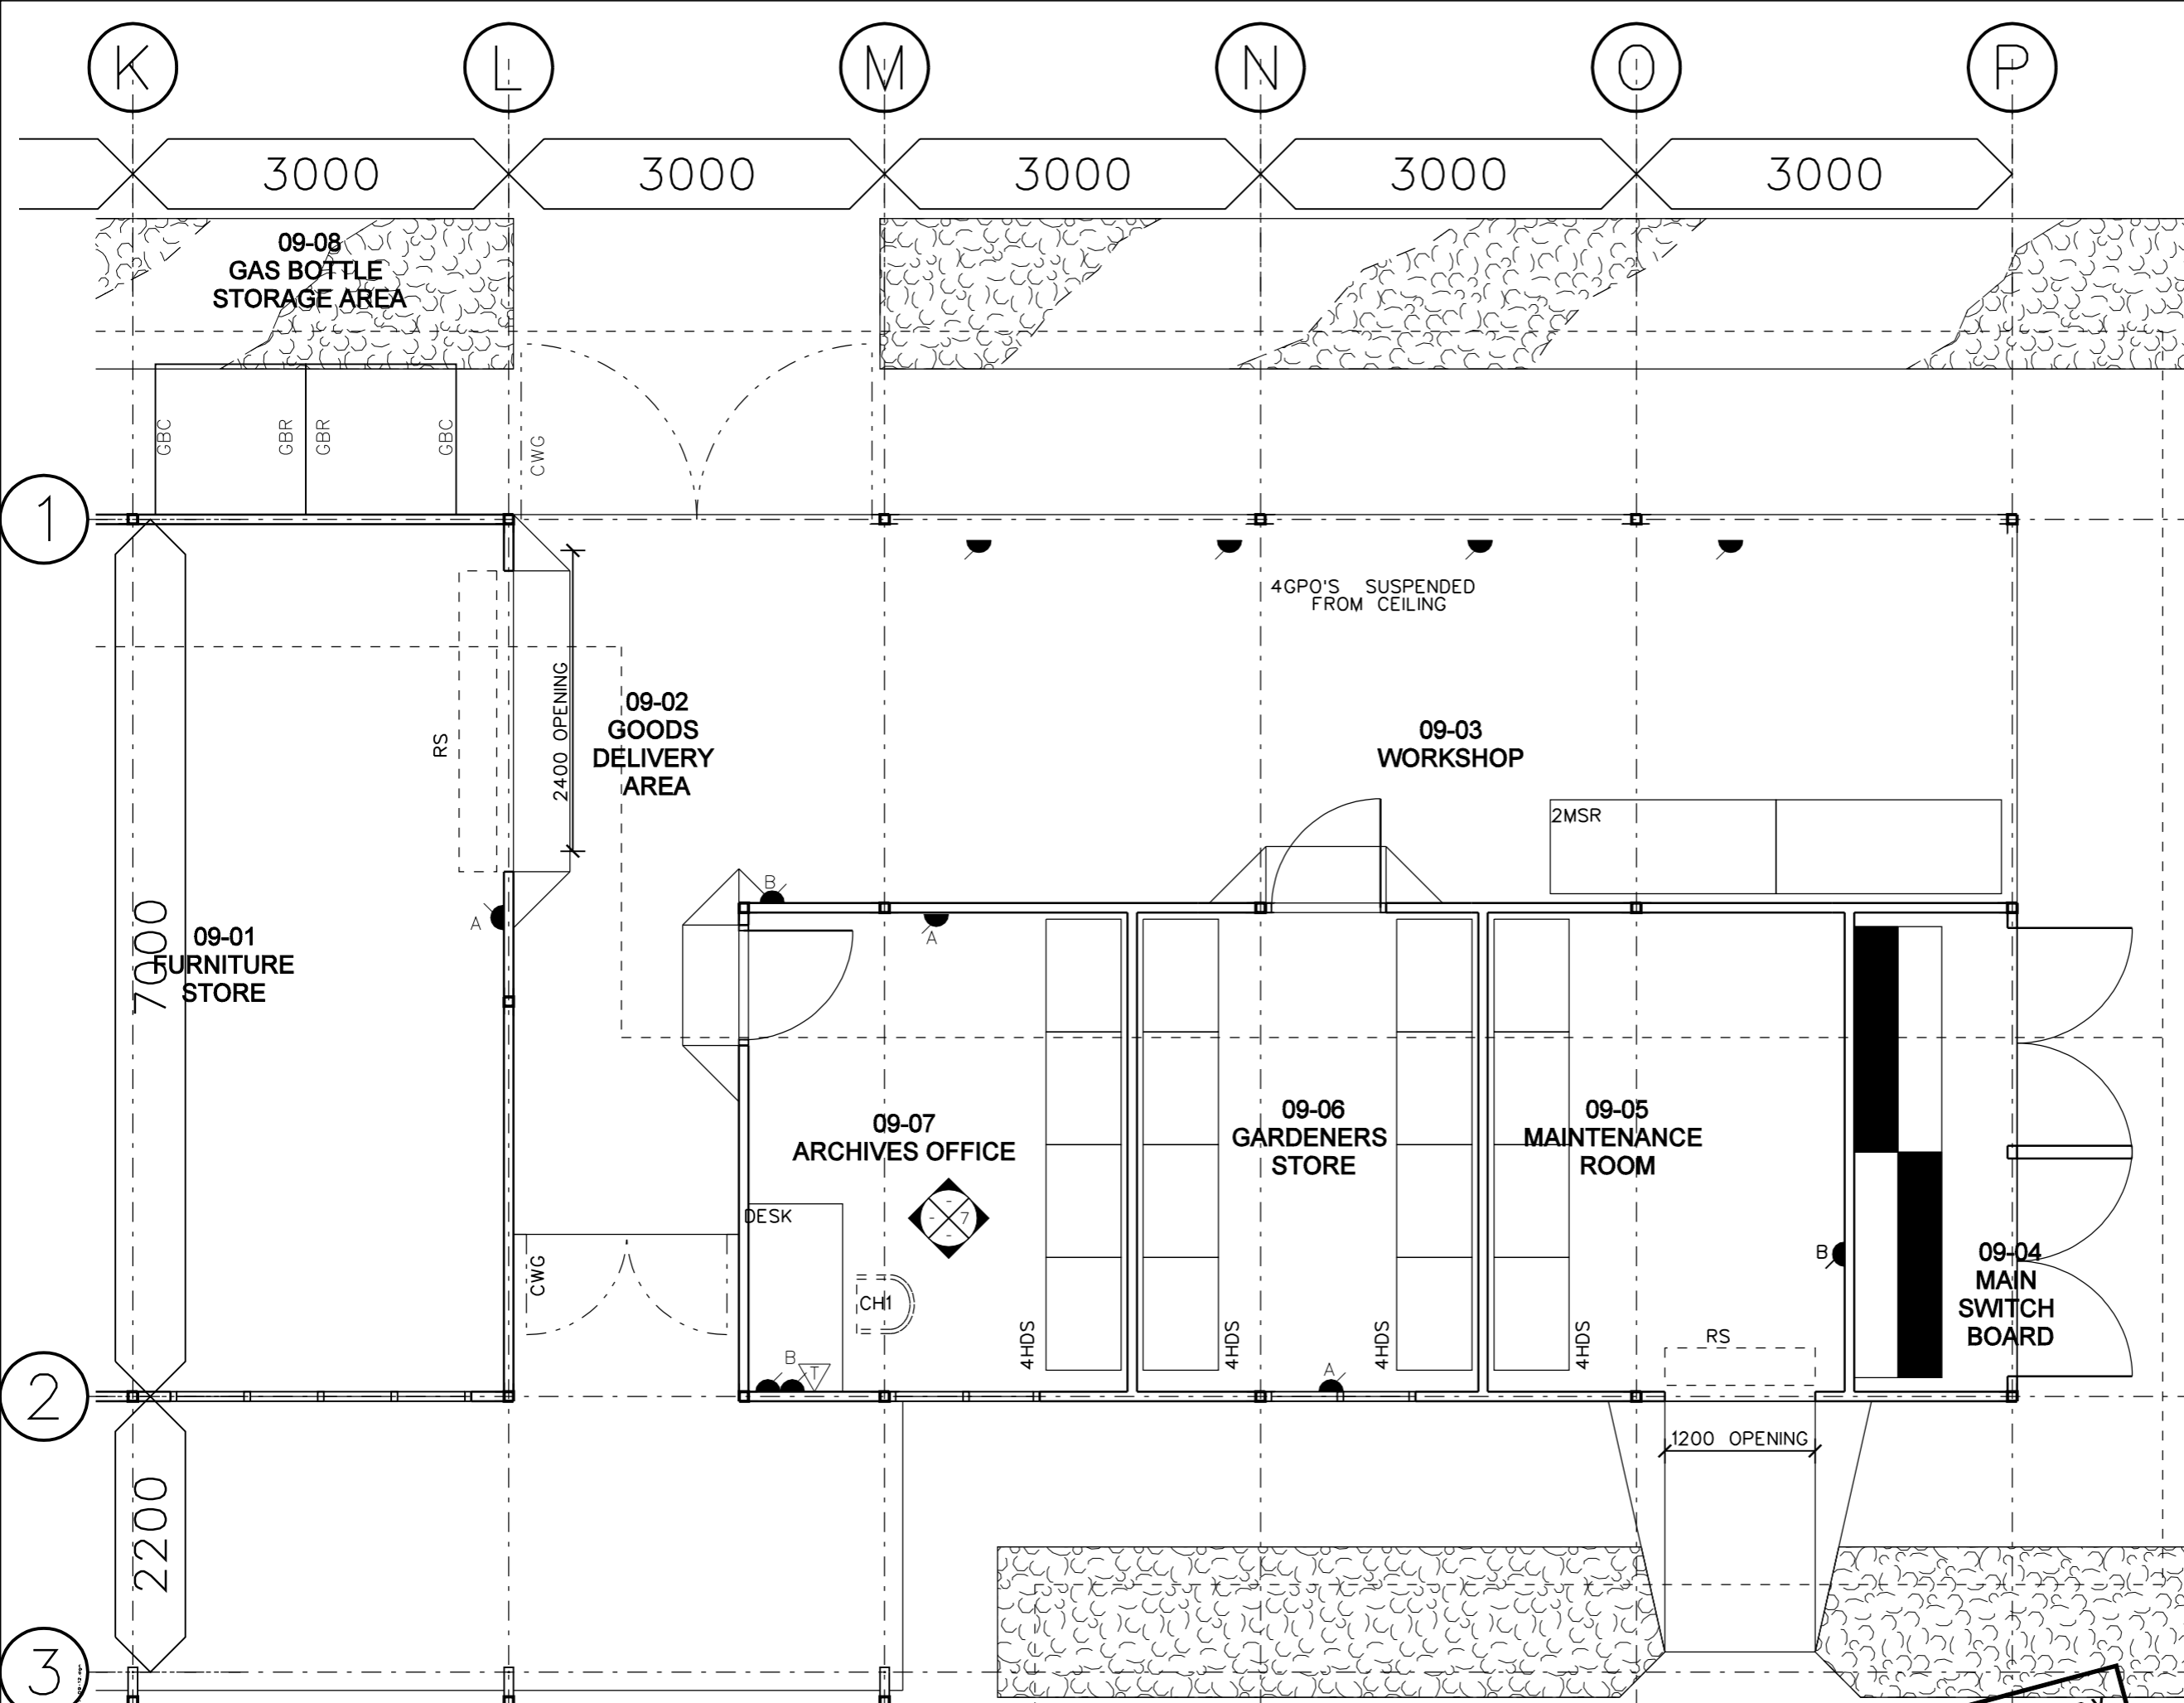 K L M N O P
3000 3000 3000 3000 3000
09-08
GAS BOTTLE
STORAGE AREA
GBC GBR GBR GBC
CWG
1
4GPO'S SUSPENDED
FROM CEILING
RS
2400 OPENING
09-02
GOODS
DELIVERY
AREA
09-03
WORKSHOP
2MSR
B
A
A
7000
09-01
FURNITURE
STORE
09-07
ARCHIVES OFFICE
09-06
GARDENERS
STORE
09-05
MAINTENANCE
ROOM
DESK
- - 7 -
B
09-04
MAIN
SWITCH
BOARD
CWG
CH1
4HDS 4HDS 4HDS 4HDS
RS
B
T
A
2
1200 OPENING
2200
3